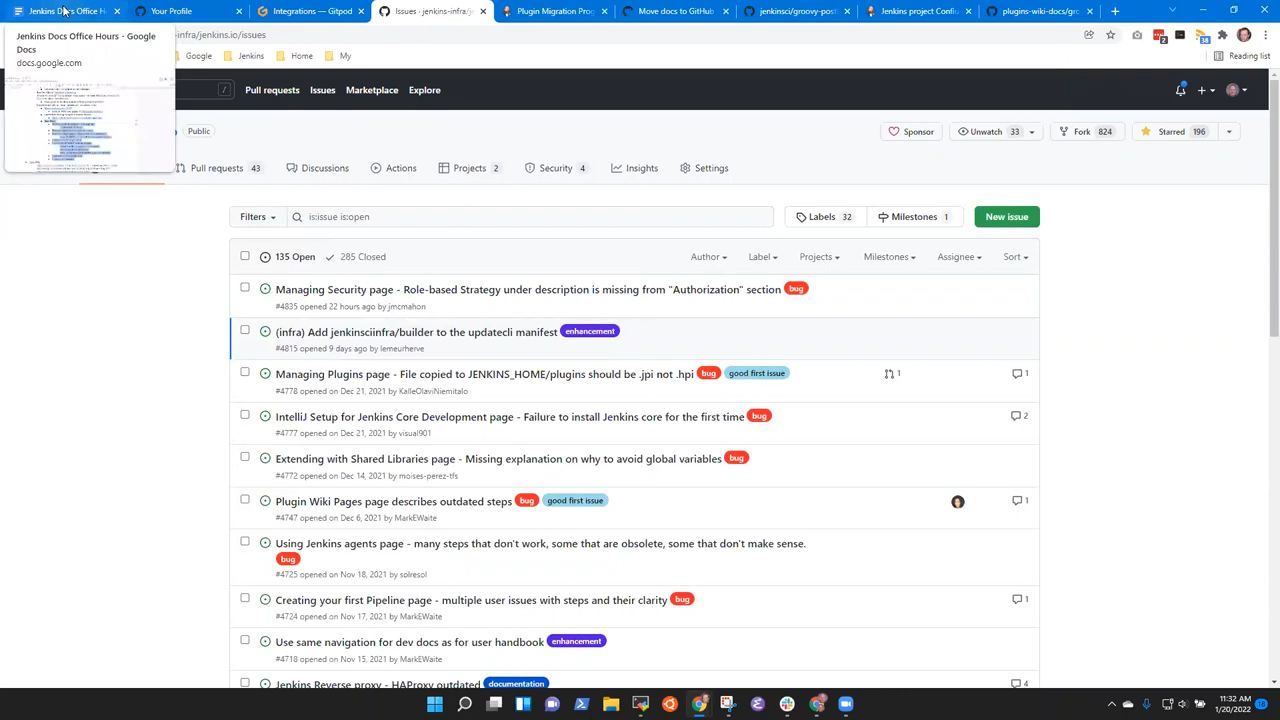 Jenkins Docs Office H
Your Profile
Integrations — Gitpod
Issues · jenkins-infra/je
Plugin Migration Prog
Move docs to GitHub
jenkinsci/groovy-post
Jenkins project Confl
plugins-wiki-docs/gro
-infra/jenkins.io/issues
2
38
Jenkins Docs Office Hours - Google
Docs
docs.google.com
Google
Jenkins
Home
My
Reading list
/
Pull requests
Issues
Marketplace
Explore
Public
Sponsor
Unwatch 33
Fork 824
Starred 196
Pull requests 43
Discussions
Actions
Projects 2
Security 4
Insights
Settings
Filters
is:issue is:open
Labels 32
Milestones 1
New issue
135 Open
285 Closed
Author
Label
Projects
Milestones
Assignee
Sort
Managing Security page - Role-based Strategy under description is missing from "Authorization" section bug
#4835 opened 22 hours ago by jmcmahon
(infra) Add jenkinsciinfra/builder to the updatecli manifest enhancement
#4815 opened 9 days ago by lemeurherve
Managing Plugins page - File copied to JENKINS_HOME/plugins should be .jpi not .hpi bug good first issue 1 1
#4778 opened on Dec 21, 2021 by KalleOlaviNiemitalo
IntelliJ Setup for Jenkins Core Development page - Failure to install Jenkins core for the first time bug 2
#4777 opened on Dec 21, 2021 by visual901
Extending with Shared Libraries page - Missing explanation on why to avoid global variables bug
#4772 opened on Dec 14, 2021 by moises-perez-tfs
Plugin Wiki Pages page describes outdated steps bug good first issue 1
#4747 opened on Dec 6, 2021 by MarkEWaite
Using Jenkins agents page - many steps that don't work, some that are obsolete, some that don't make sense.
bug
#4725 opened on Nov 18, 2021 by solresol
Creating your first Pipeline page - multiple user issues with steps and their clarity bug 1
#4724 opened on Nov 17, 2021 by MarkEWaite
Use same navigation for dev docs as for user handbook enhancement
#4718 opened on Nov 15, 2021 by MarkEWaite
Jenkins Reverse proxy - HAProxy outdated documentation 4
11:32 AM
1/20/2022
18